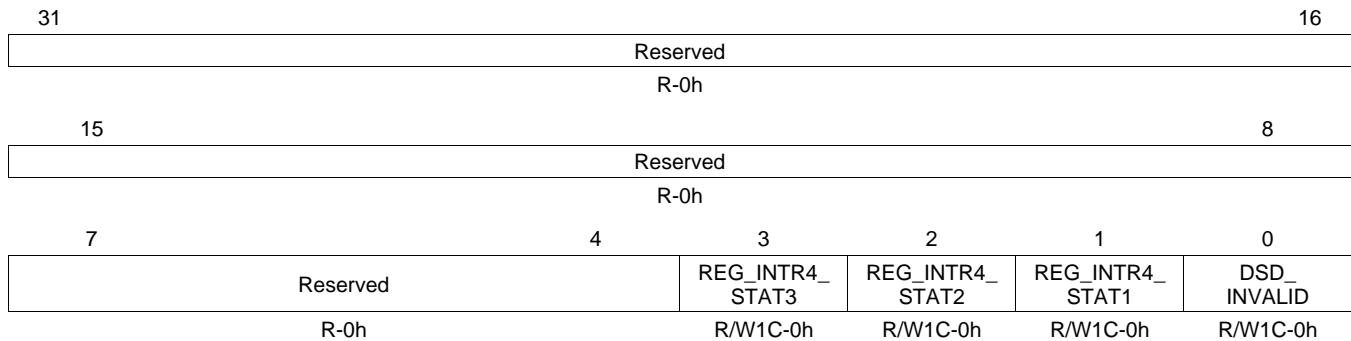 31 16
Reserved
R-0h
15 8
Reserved
R-0h
7 4 3 2 1 0
Reserved REG_INTR4_ REG_INTR4_ REG_INTR4_ DSD_
STAT3 STAT2 STAT1 INVALID
R-0h R/W1C-0h R/W1C-0h R/W1C-0h R/W1C-0h